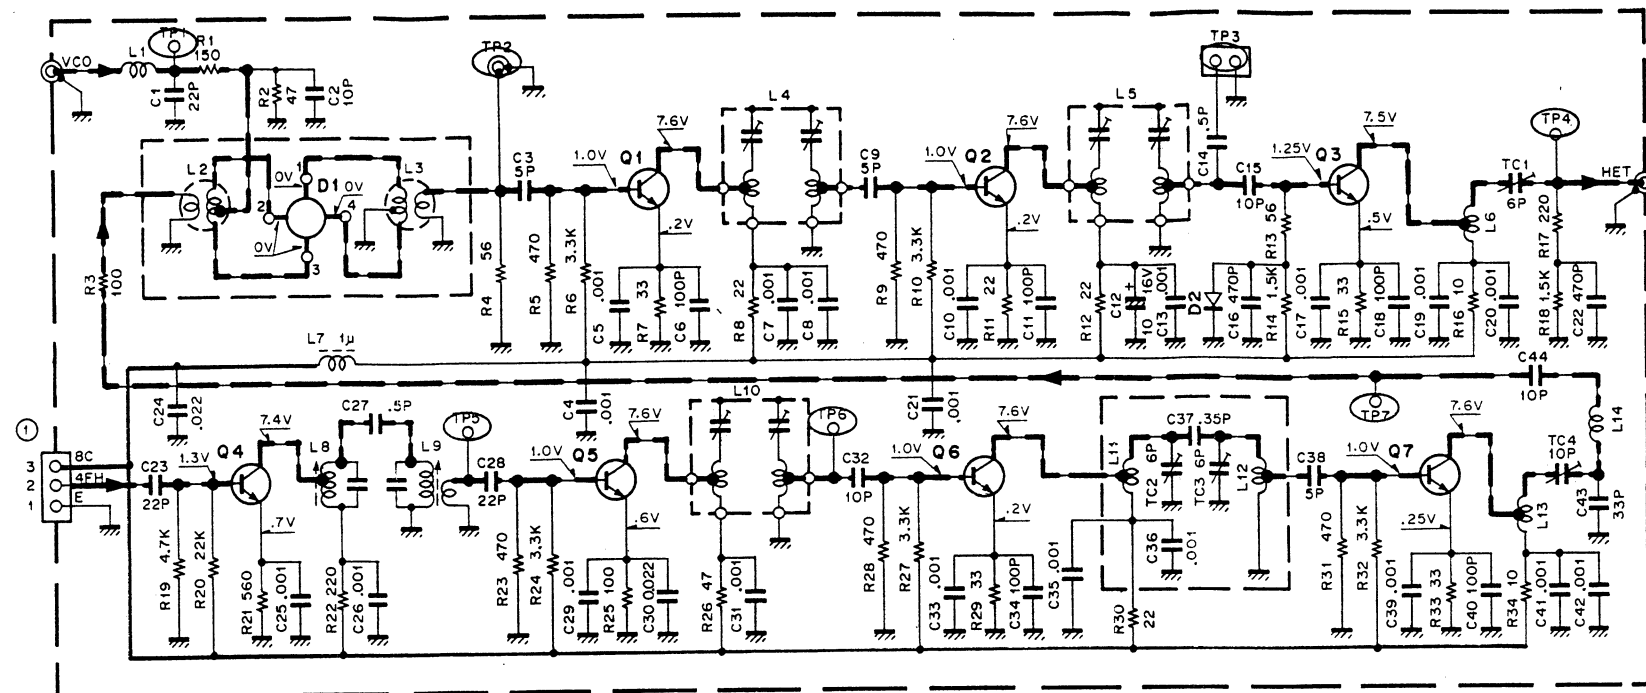 VCO
L1
TP1
R1
150
C1
22P
R2
47
C2
10P
TP2
L2
D1
L3
0V
0V
0V
0V
1
2
3
4
R3
100
R4
56
C3
5P
R5
470
R6
3.3K
1.0V
Q1
7.6V
.2V
C5
.001
R7
33
C6
100P
L4
R8
22
C7
.001
C8
.001
C9
5P
R9
470
R10
3.3K
1.0V
Q2
7.6V
.2V
C10
.001
R11
22
C11
100P
L5
R12
22
C12
10
16V
+
C13
.001
TP3
C14
.5P
C15
10P
D2
C16
470P
R13
56
R14
1.5K
1.25V
Q3
7.5V
.5V
C17
.001
R15
33
C18
100P
C19
.001
R16
10
C20
.001
L6
TC1
6P
TP4
HET
R17
220
R18
1.5K
C22
470P
L7
1μ
C24
.022
C4
.001
C21
.001
TP7
C44
10P
L14
1
3
2
1
8C
4FH
E
C23
22P
R19
4.7K
R20
22K
1.3V
Q4
7.4V
.7V
R21
560
C25
.001
L8
C27
.5P
L9
R22
220
C26
.001
TP5
C28
22P
R23
470
R24
3.3K
1.0V
Q5
7.6V
.6V
C29
.001
R25
100
C30
.0022
L10
R26
47
C31
.001
TP6
C32
10P
R28
470
R27
3.3K
1.0V
Q6
7.6V
.2V
C33
.001
R29
33
C34
100P
C35
.001
L11
C36
.001
R30
22
TC2
6P
C37
.35P
TC3
6P
L12
C38
5P
R31
470
R32
3.3K
1.0V
Q7
7.6V
.25V
C39
.001
R33
33
C40
100P
L13
TC4
10P
C43
33P
R34
10
C41
.001
C42
.001